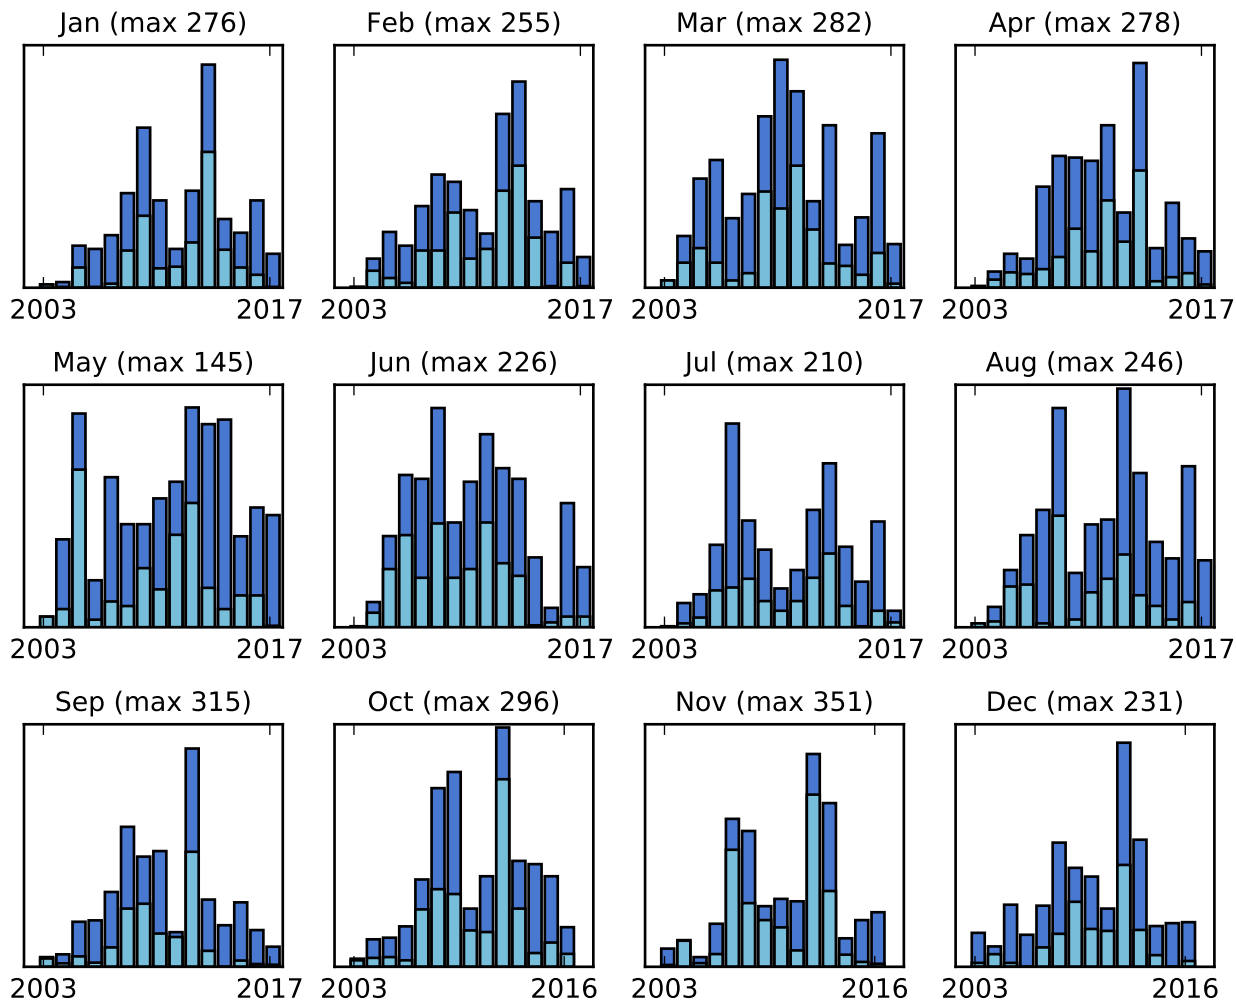 Jan (max 276) Feb (max 255) Mar (max 282) Apr (max 278)
2003 2017 2003 2017 2003 2017 2003 2017
May (max 145) Jun (max 226) Jul (max 210) Aug (max 246)
2003 2017 2003 2017 2003 2017 2003 2017
Sep (max 315) Oct (max 296) Nov (max 351) Dec (max 231)
2003 2017 2003 2016 2003 2016 2003 2016